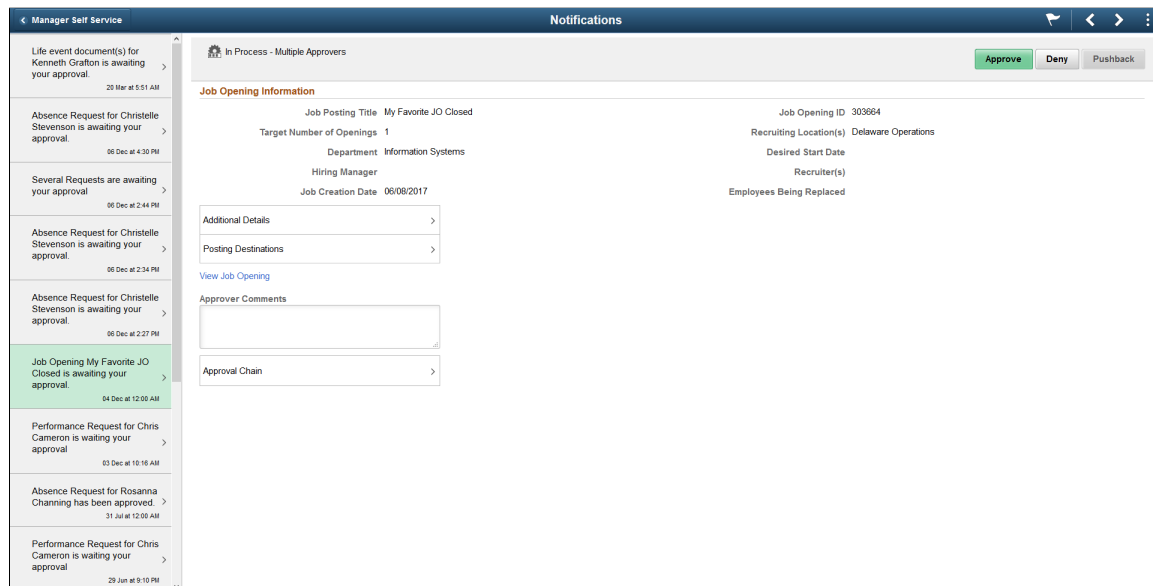 Manager Self Service
Notifications
Life event document(s) for
Kenneth Grafton is awaiting
your approval.
20 Mar at 5:51 AM
Absence Request for Christelle
Stevenson is awaiting your
approval.
06 Dec at 4:30 PM
Several Requests are awaiting
your approval
06 Dec at 2:44 PM
Absence Request for Christelle
Stevenson is awaiting your
approval.
06 Dec at 2:34 PM
Absence Request for Christelle
Stevenson is awaiting your
approval.
06 Dec at 2:27 PM
Job Opening My Favorite JO
Closed is awaiting your
approval.
04 Dec at 12:00 AM
Performance Request for Chris
Cameron is waiting your
approval
03 Dec at 10:16 AM
Absence Request for Rosanna
Channing has been approved.
31 Jul at 12:00 AM
Performance Request for Chris
Cameron is waiting your
approval
29 Jun at 9:10 PM
In Process - Multiple Approvers
Approve Deny Pushback
Job Opening Information
Job Posting Title My Favorite JO Closed
Job Opening ID 303664
Target Number of Openings 1
Recruiting Location(s) Delaware Operations
Department Information Systems
Desired Start Date
Hiring Manager
Recruiter(s)
Job Creation Date 06/08/2017
Employees Being Replaced
Additional Details
Posting Destinations
View Job Opening
Approver Comments
Approval Chain